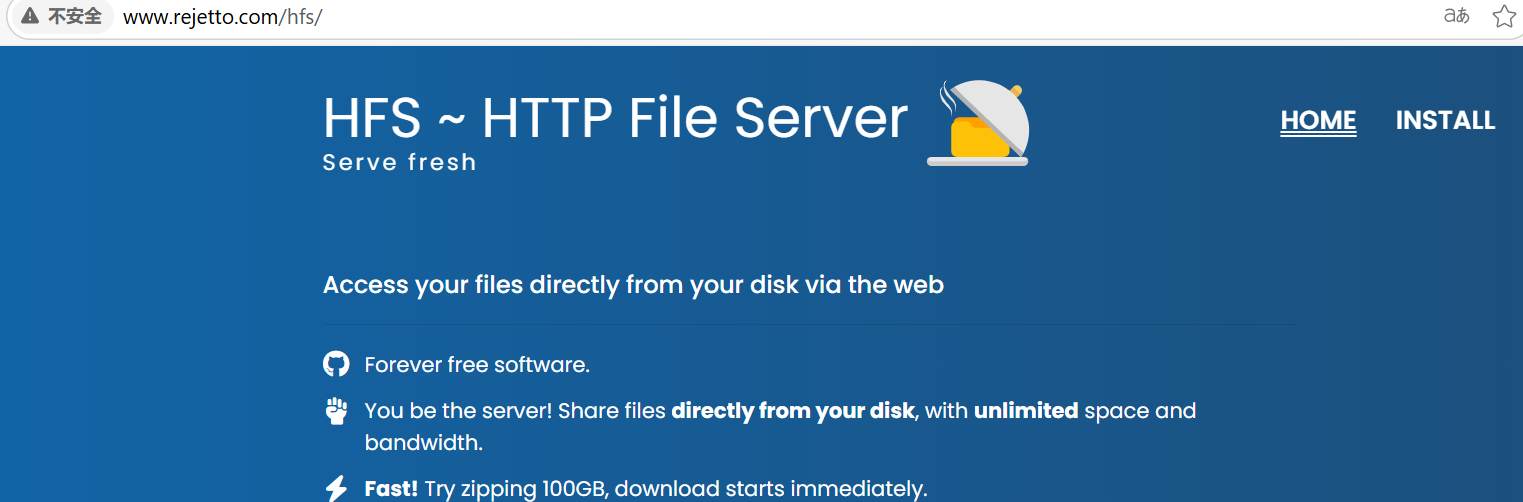 不安全 www.rejetto.com/hfs/ aあ
HFS ~ HTTP File Server
Serve fresh
HOME INSTALL
Access your files directly from your disk via the web
Forever free software.
You be the server! Share files directly from your disk, with unlimited space and
bandwidth.
Fast! Try zipping 100GB, download starts immediately.